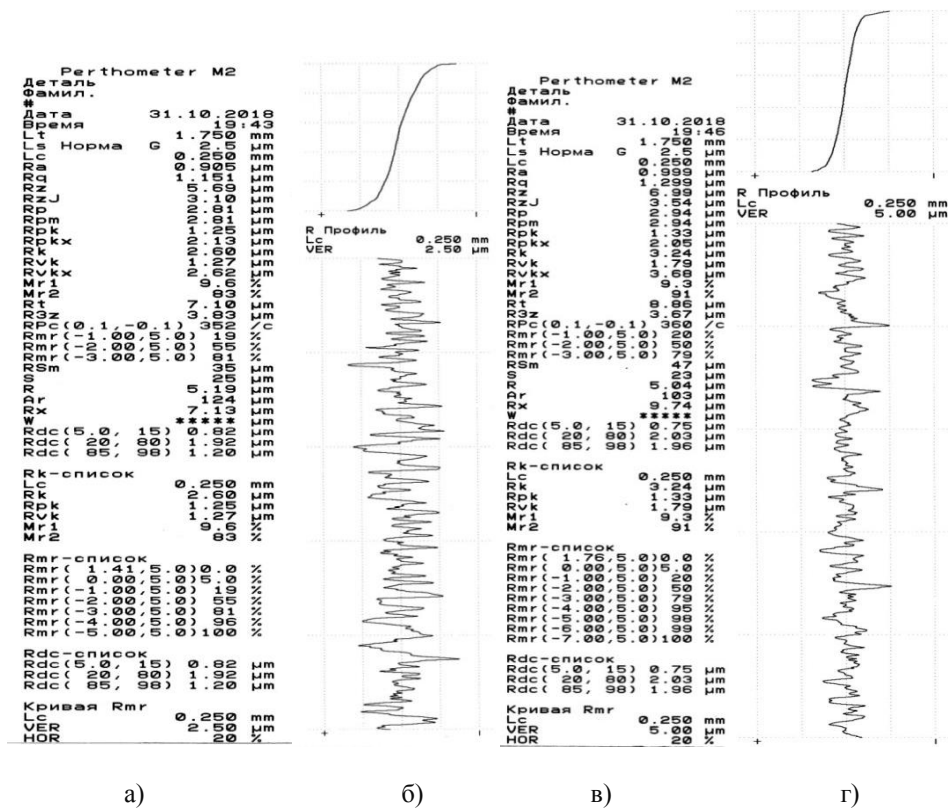 Perthometer M2
Деталь
Фамил.
#
Дата 31.10.2018
Время 19:43
Lt 1.750 mm
Ls Норма G 2.5 µm
Lc 0.250 mm
Ra 0.905 µm
Rq 1.151 µm
Rz 5.69 µm
RzJ 3.10 µm
Rp 2.81 µm
Rpm 2.81 µm
Rpk 1.25 µm
Rpkx 2.13 µm
Rk 2.60 µm
Rvk 1.27 µm
Rvkx 2.62 µm
Mr1 9.6 %
Mr2 83 %
Rt 7.10 µm
R3z 3.83 µm
RPc(0.1,-0.1) 352 /c
Rmr(-1.00,5.0) 19 %
Rmr(-2.00,5.0) 55 %
Rmr(-3.00,5.0) 81 %
RSm 35 µm
S 25 µm
R 5.19 µm
Ar 124 µm
Rx 7.13 µm
W ***** µm
Rdc(5.0, 15) 0.82 µm
Rdc( 20, 80) 1.92 µm
Rdc( 85, 98) 1.20 µm
Rk-список
Lc 0.250 mm
Rk 2.60 µm
Rpk 1.25 µm
Rvk 1.27 µm
Mr1 9.6 %
Mr2 83 %
Rmr-список
Rmr( 1.41,5.0)0.0 %
Rmr( 0.00,5.0)5.0 %
Rmr(-1.00,5.0) 19 %
Rmr(-2.00,5.0) 55 %
Rmr(-3.00,5.0) 81 %
Rmr(-4.00,5.0) 96 %
Rmr(-5.00,5.0)100 %
Rdc-список
Rdc(5.0, 15) 0.82 µm
Rdc( 20, 80) 1.92 µm
Rdc( 85, 98) 1.20 µm
Кривая Rmr
Lc 0.250 mm
VER 2.50 µm
HOR 20 %
R Профиль
Lc 0.250 mm
VER 2.50 µm
Perthometer M2
Деталь
Фамил.
#
Дата 31.10.2018
Время 19:46
Lt 1.750 mm
Ls Норма G 2.5 µm
Lc 0.250 mm
Ra 0.999 µm
Rq 1.299 µm
Rz 6.99 µm
RzJ 3.54 µm
Rp 2.94 µm
Rpm 2.94 µm
Rpk 1.33 µm
Rpkx 2.05 µm
Rk 3.24 µm
Rvk 1.79 µm
Rvkx 3.68 µm
Mr1 9.3 %
Mr2 91 %
Rt 8.86 µm
R3z 3.67 µm
RPc(0.1,-0.1) 360 /c
Rmr(-1.00,5.0) 20 %
Rmr(-2.00,5.0) 50 %
Rmr(-3.00,5.0) 79 %
RSm 47 µm
S 23 µm
R 5.04 µm
Ar 103 µm
Rx 9.74 µm
W ***** µm
Rdc(5.0, 15) 0.75 µm
Rdc( 20, 80) 2.03 µm
Rdc( 85, 98) 1.96 µm
Rk-список
Lc 0.250 mm
Rk 3.24 µm
Rpk 1.33 µm
Rvk 1.79 µm
Mr1 9.3 %
Mr2 91 %
Rmr-список
Rmr( 1.76,5.0)0.0 %
Rmr( 0.00,5.0)5.0 %
Rmr(-1.00,5.0) 20 %
Rmr(-2.00,5.0) 50 %
Rmr(-3.00,5.0) 79 %
Rmr(-4.00,5.0) 95 %
Rmr(-5.00,5.0) 98 %
Rmr(-6.00,5.0) 99 %
Rmr(-7.00,5.0)100 %
Rdc-список
Rdc(5.0, 15) 0.75 µm
Rdc( 20, 80) 2.03 µm
Rdc( 85, 98) 1.96 µm
Кривая Rmr
Lc 0.250 mm
VER 5.00 µm
HOR 20 %
R Профиль
Lc 0.250 mm
VER 5.00 µm
а) б) в) г)